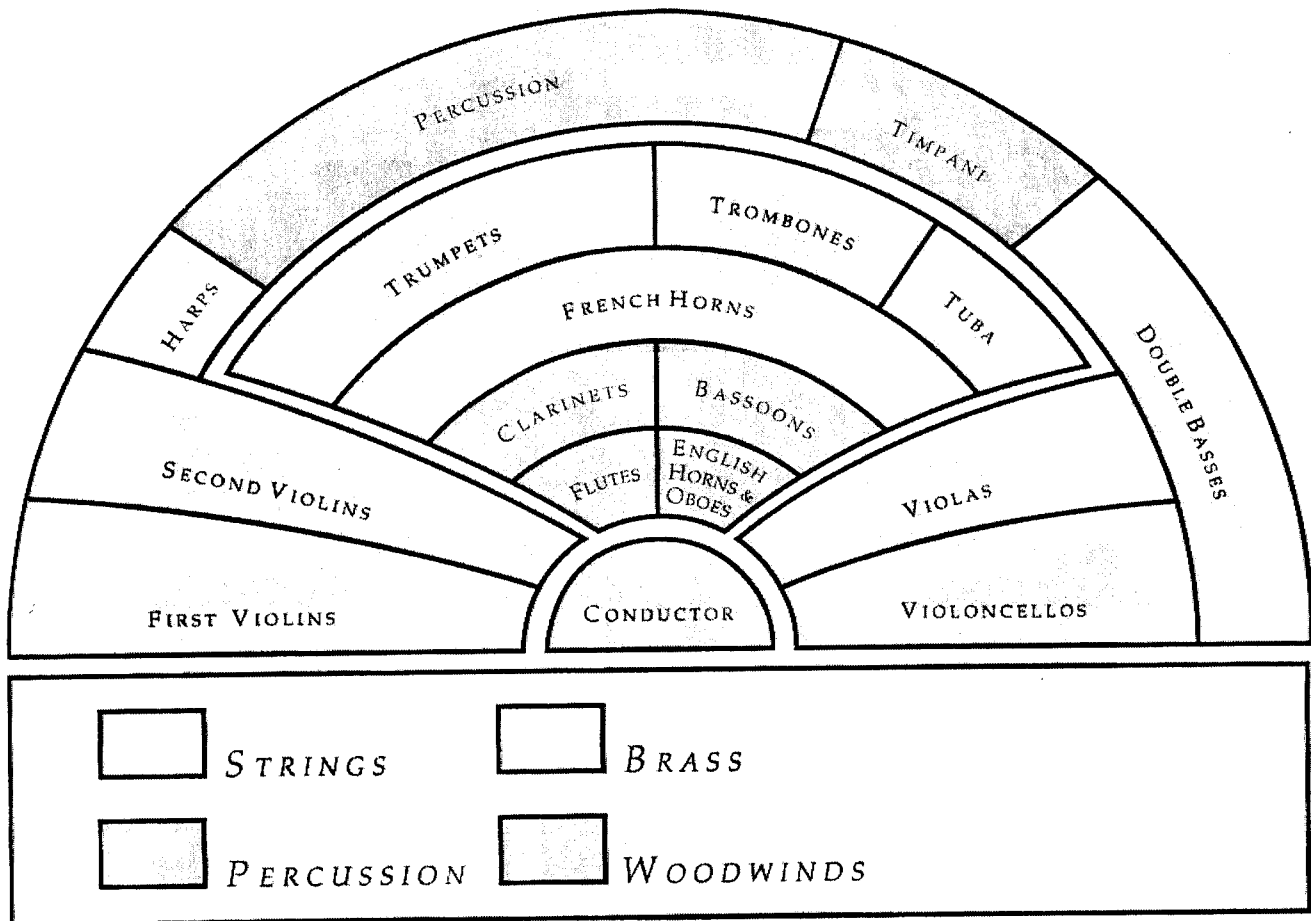 PERCUSSION
TIMPANI
HARPS
TRUMPETS
TROMBONES
TUBA
FRENCH HORNS
DOUBLE BASSES
CLARINETS
BASSOONS
FLUTES
ENGLISH
HORNS &
OBOES
SECOND VIOLINS
VIOLAS
FIRST VIOLINS
CONDUCTOR
VIOLONCELLOS
STRINGS
BRASS
PERCUSSION
WOODWINDS